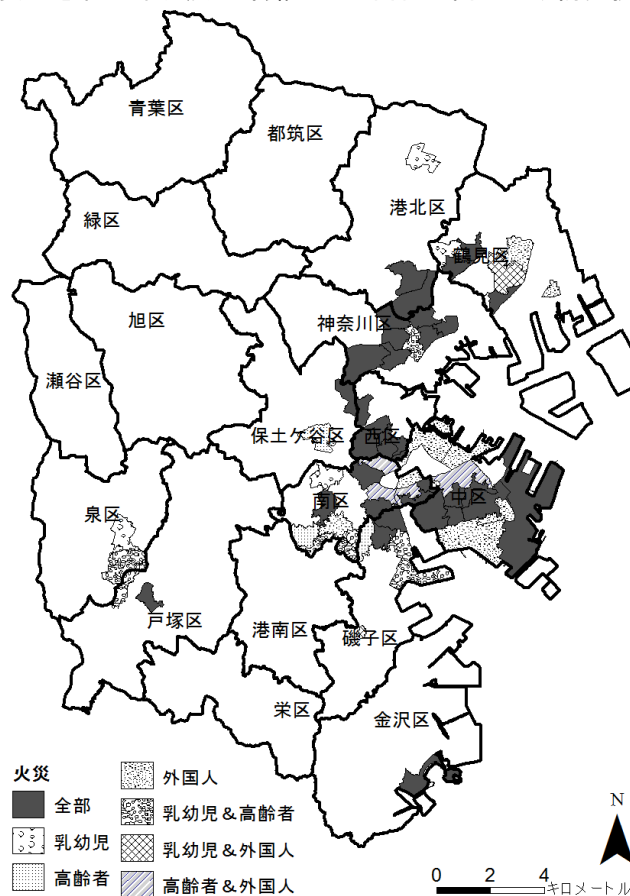 青葉区
都筑区
港北区
緑区
鶴見区
旭区
神奈川区
瀬谷区
保土ケ谷区
西区
中区
南区
泉区
戸塚区
港南区
磯子区
栄区
金沢区
火災
全部
乳幼児
高齢者
外国人
乳幼児&高齢者
乳幼児&外国人
高齢者&外国人
N
0 2 4
キロメートル